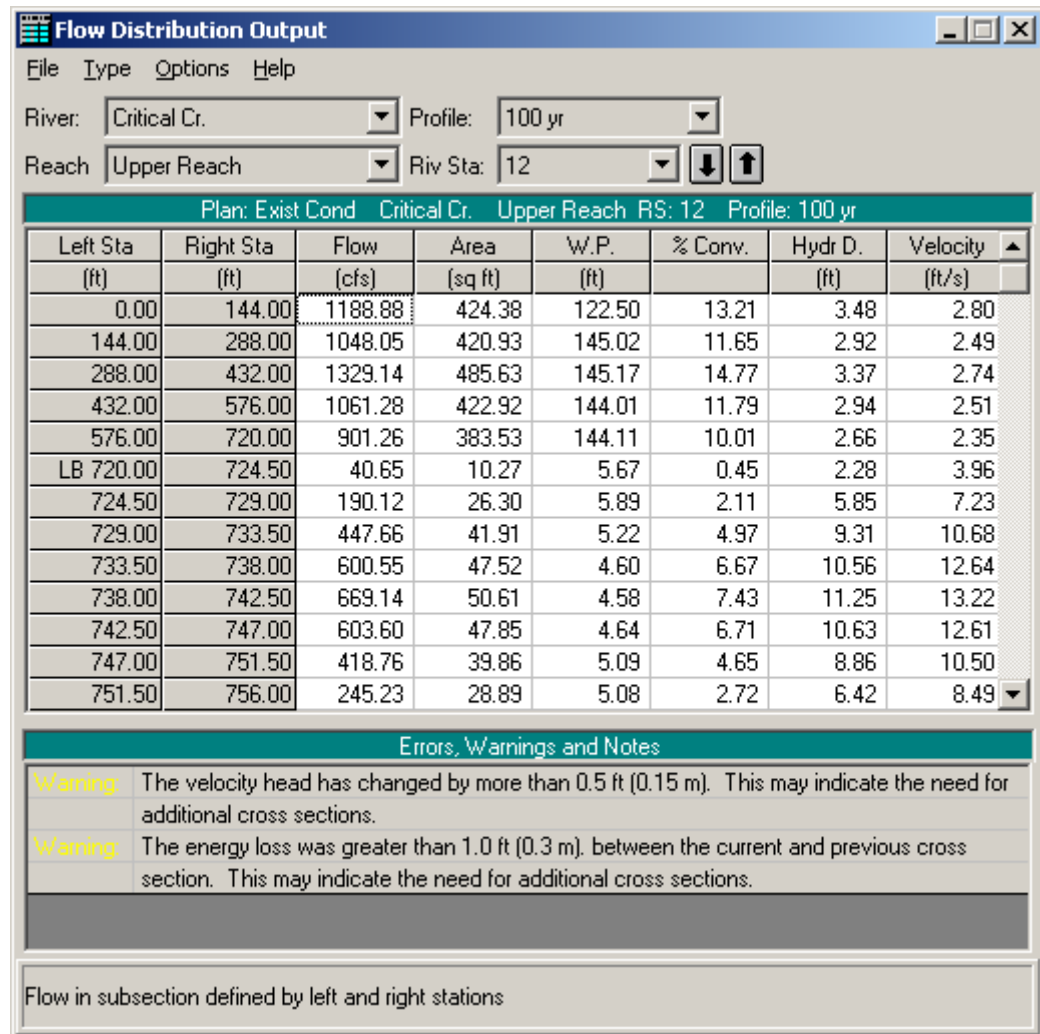 Flow Distribution Output
File Type Options Help
River: Critical Cr. Profile: 100 yr
Reach Upper Reach Riv Sta: 12
Plan: Exist Cond Critical Cr. Upper Reach RS: 12 Profile: 100 yr
Left Sta Right Sta Flow Area W.P. % Conv. Hydr D. Velocity
(ft) (ft) (cfs) (sq ft) (ft) (ft) (ft/s)
0.00 144.00 1188.88 424.38 122.50 13.21 3.48 2.80
144.00 288.00 1048.05 420.93 145.02 11.65 2.92 2.49
288.00 432.00 1329.14 485.63 145.17 14.77 3.37 2.74
432.00 576.00 1061.28 422.92 144.01 11.79 2.94 2.51
576.00 720.00 901.26 383.53 144.11 10.01 2.66 2.35
LB 720.00 724.50 40.65 10.27 5.67 0.45 2.28 3.96
724.50 729.00 190.12 26.30 5.89 2.11 5.85 7.23
729.00 733.50 447.66 41.91 5.22 4.97 9.31 10.68
733.50 738.00 600.55 47.52 4.60 6.67 10.56 12.64
738.00 742.50 669.14 50.61 4.58 7.43 11.25 13.22
742.50 747.00 603.60 47.85 4.64 6.71 10.63 12.61
747.00 751.50 418.76 39.86 5.09 4.65 8.86 10.50
751.50 756.00 245.23 28.89 5.08 2.72 6.42 8.49
Errors, Warnings and Notes
Warning: The velocity head has changed by more than 0.5 ft (0.15 m). This may indicate the need for
additional cross sections.
Warning: The energy loss was greater than 1.0 ft (0.3 m). between the current and previous cross
section. This may indicate the need for additional cross sections.
Flow in subsection defined by left and right stations